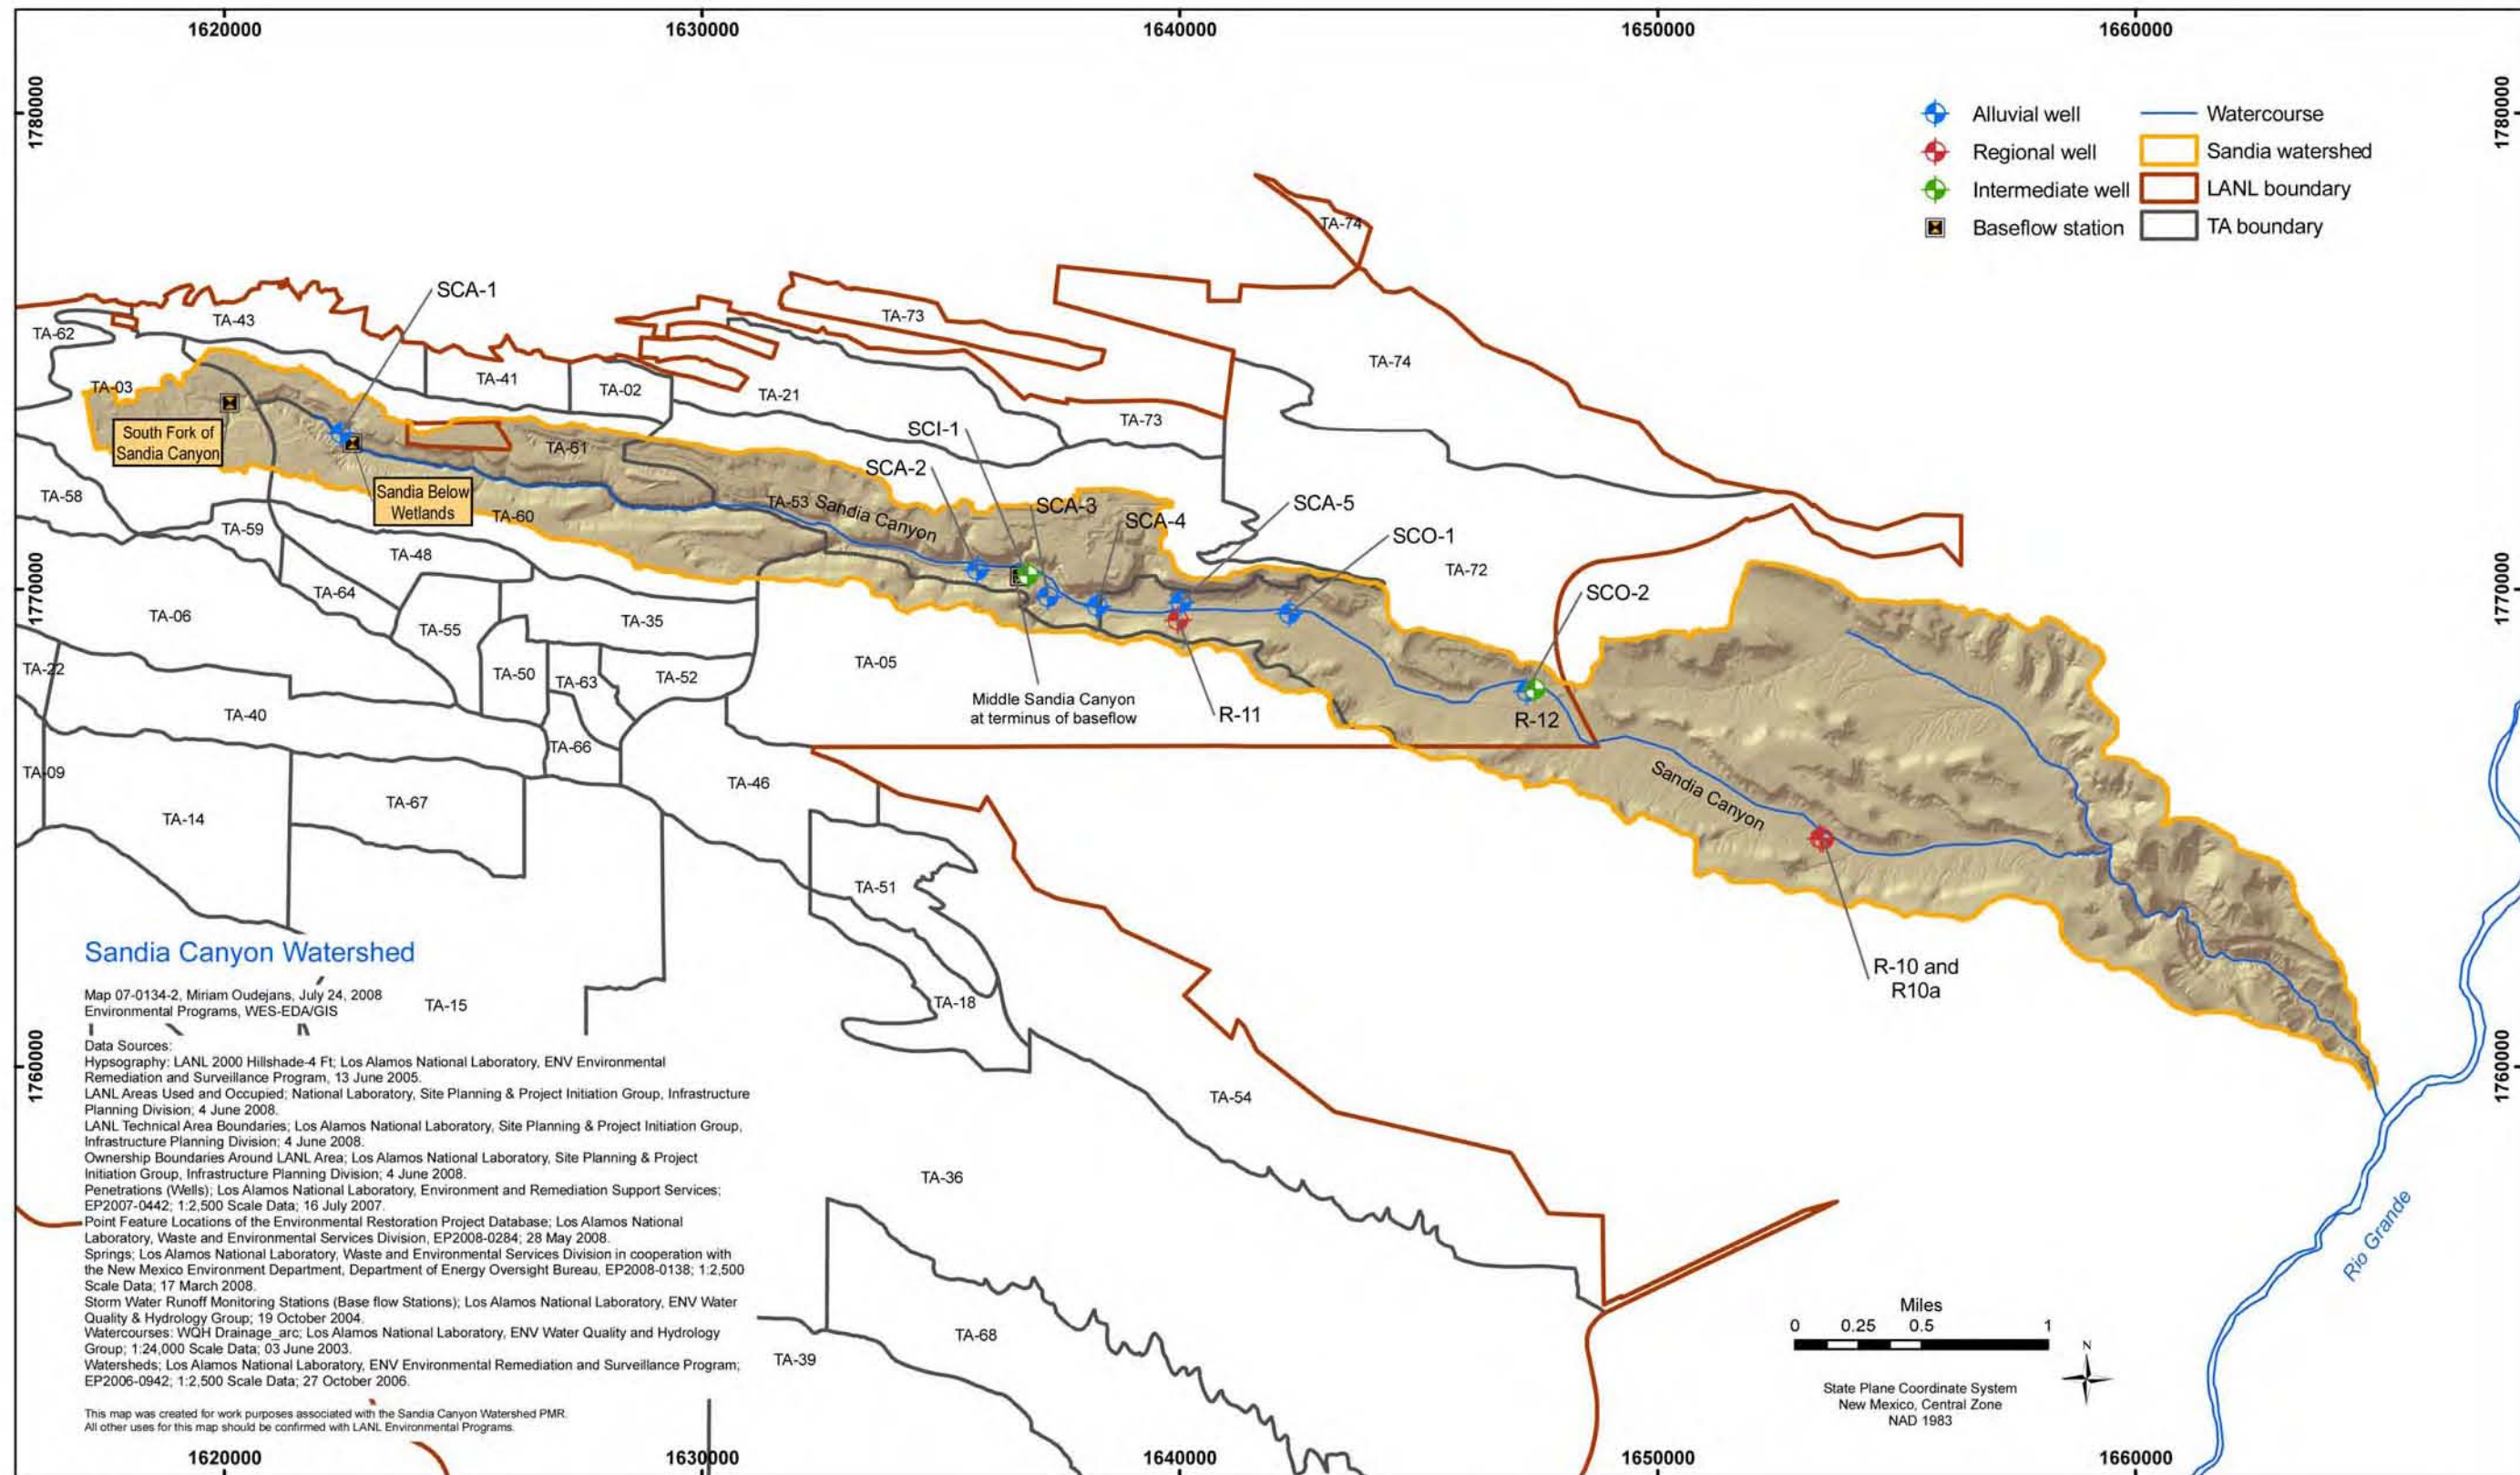 1620000
1630000
1640000
1650000
1660000
1780000
1780000
Alluvial well
Regional well
Intermediate well
Baseflow station
Watercourse
Sandia watershed
LANL boundary
TA boundary
TA-74
SCA-1
TA-62
TA-43
TA-73
TA-74
TA-03
TA-41
TA-02
TA-21
TA-73
South Fork of
Sandia Canyon
SCI-1
TA-61
SCA-2
TA-58
Sandia Below
Wetlands
TA-60
TA-53
Sandia Canyon
SCA-3
SCA-4
SCA-5
SCO-1
TA-59
TA-48
TA-72
1770000
1770000
TA-64
SCO-2
TA-06
TA-55
TA-35
TA-22
TA-50
TA-63
TA-52
TA-05
Middle Sandia Canyon
at terminus of baseflow
R-11
R-12
TA-40
TA-66
TA-09
TA-46
Sandia Canyon
TA-67
TA-14
TA-51
Sandia Canyon Watershed
Map 07-0134-2, Miriam Oudejans, July 24, 2008
Environmental Programs, WES-EDA/GIS
TA-15
TA-18
R-10 and
R10a
1760000
1760000
Data Sources:
Hypsography: LANL 2000 Hillshade-4 Ft; Los Alamos National Laboratory, ENV Environmental
Remediation and Surveillance Program, 13 June 2005.
LANL Areas Used and Occupied; National Laboratory, Site Planning & Project Initiation Group, Infrastructure
Planning Division; 4 June 2008.
LANL Technical Area Boundaries; Los Alamos National Laboratory, Site Planning & Project Initiation Group,
Infrastructure Planning Division; 4 June 2008.
Ownership Boundaries Around LANL Area; Los Alamos National Laboratory, Site Planning & Project
Initiation Group, Infrastructure Planning Division; 4 June 2008.
Penetrations (Wells); Los Alamos National Laboratory, Environment and Remediation Support Services;
EP2007-0442; 1:2,500 Scale Data; 16 July 2007.
Point Feature Locations of the Environmental Restoration Project Database; Los Alamos National
Laboratory, Waste and Environmental Services Division, EP2008-0284; 28 May 2008.
Springs; Los Alamos National Laboratory, Waste and Environmental Services Division in cooperation with
the New Mexico Environment Department, Department of Energy Oversight Bureau, EP2008-0138; 1:2,500
Scale Data; 17 March 2008.
Storm Water Runoff Monitoring Stations (Base flow Stations); Los Alamos National Laboratory, ENV Water
Quality & Hydrology Group; 19 October 2004.
Watercourses: WQH Drainage_arc; Los Alamos National Laboratory, ENV Water Quality and Hydrology
Group; 1:24,000 Scale Data; 03 June 2003.
Watersheds; Los Alamos National Laboratory, ENV Environmental Remediation and Surveillance Program;
EP2006-0942; 1:2,500 Scale Data; 27 October 2006.
This map was created for work purposes associated with the Sandia Canyon Watershed PMR.
All other uses for this map should be confirmed with LANL Environmental Programs.
TA-54
TA-36
TA-68
TA-39
Rio Grande
Miles
0 0.25 0.5 1
N
State Plane Coordinate System
New Mexico, Central Zone
NAD 1983
1620000
1630000
1640000
1650000
1660000